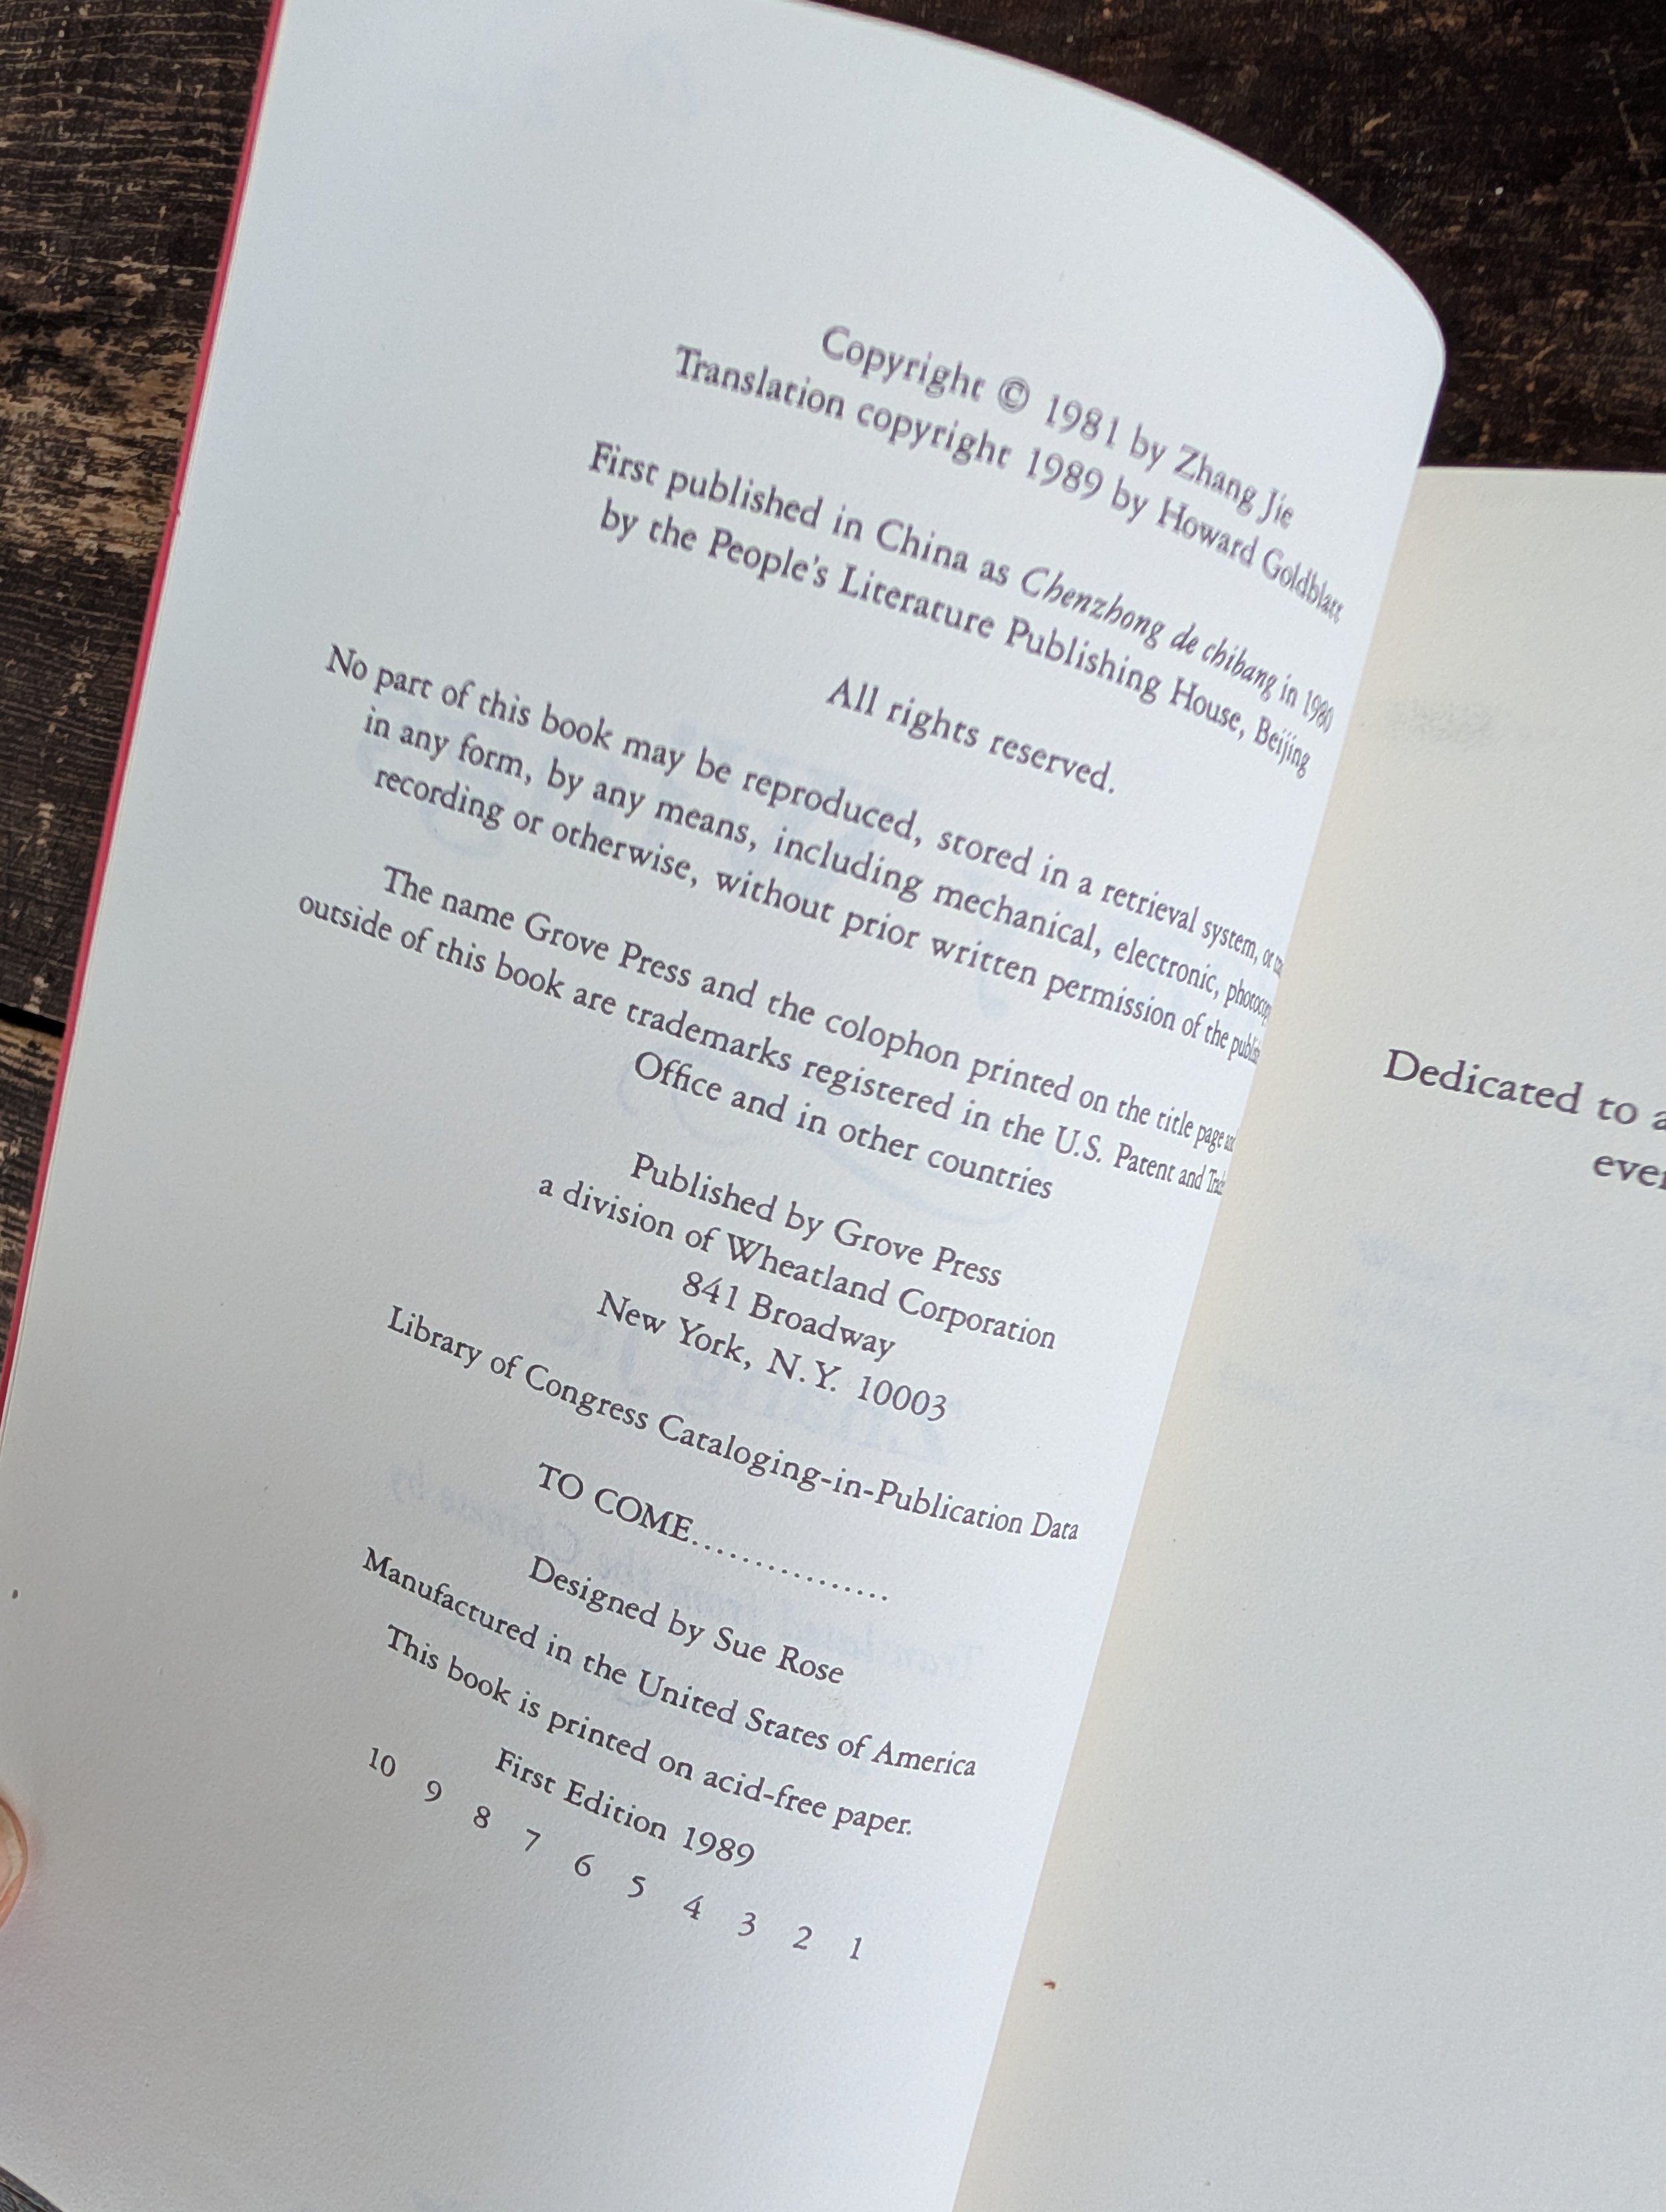 Copyright © 1981 by Zhang Jie
Translation copyright 1989 by Howard Goldblatt
First published in China as Chenzhong de chibang in 1980
by the People's Literature Publishing House, Beijing
All rights reserved.
No part of this book may be reproduced, stored in a retrieval system, or
in any form, by any means, including mechanical, electronic,
recording or otherwise, without prior written permission of the
The name Grove Press and the colophon printed on the title page
outside of this book are trademarks registered in the U.S. Patent and
Office and in other countries
Published by Grove Press
a division of Wheatland Corporation
841 Broadway
New York, N.Y. 10003
Library of Congress Cataloging-in-Publication Data
TO COME................
Designed by Sue Rose
Manufactured in the United States of America
This book is printed on acid-free paper.
First Edition 1989
10 9 8 7 6 5 4 3 2 1
Dedicated to